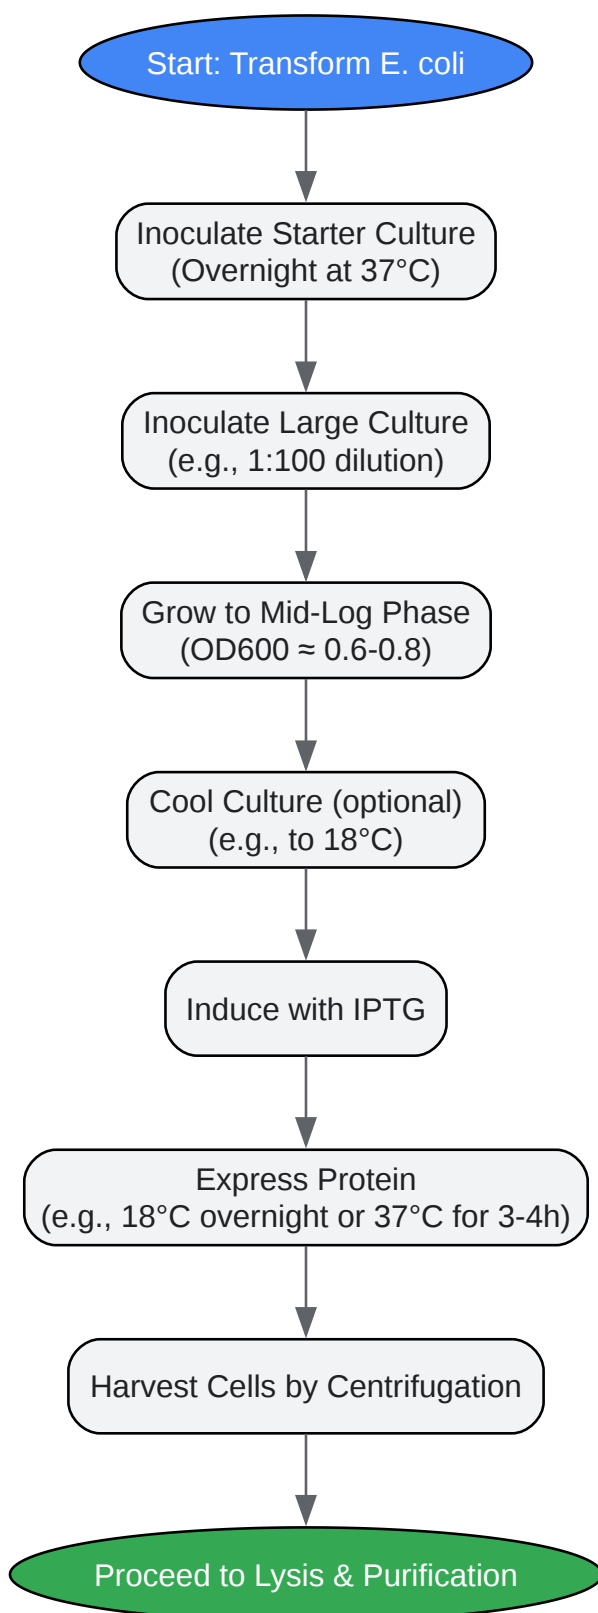 Start: Transform E. coli
Inoculate Starter Culture
(Overnight at 37°C)
Inoculate Large Culture
(e.g., 1:100 dilution)
Grow to Mid-Log Phase
(OD600 ≈ 0.6-0.8)
Cool Culture (optional)
(e.g., to 18°C)
Induce with IPTG
Express Protein
(e.g., 18°C overnight or 37°C for 3-4h)
Harvest Cells by Centrifugation
Proceed to Lysis & Purification